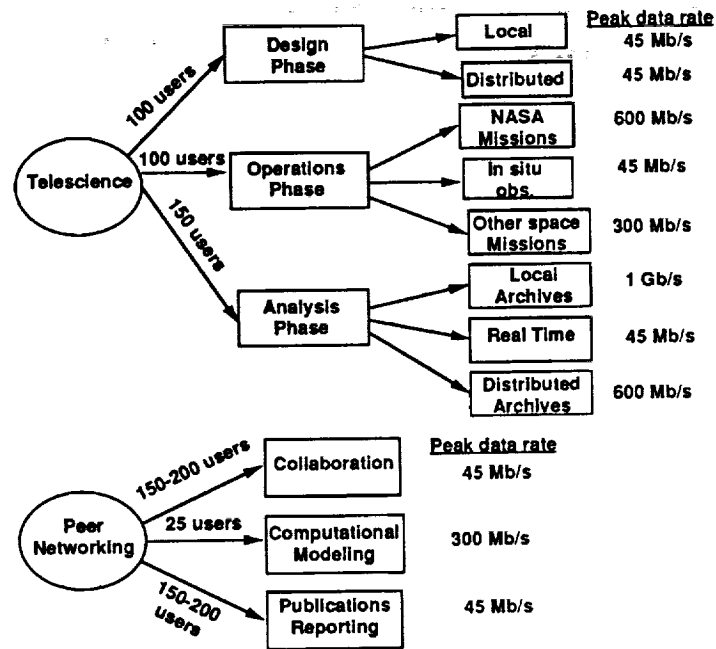 Peak data rate
Design
Phase
Local
45 Mb/s
Distributed
45 Mb/s
100 users
NASA
Missions
600 Mb/s
Telescience
100 users
Operations
Phase
In situ
obs.
45 Mb/s
Other space
Missions
300 Mb/s
150 users
Analysis
Phase
Local
Archives
1 Gb/s
Real Time
45 Mb/s
Distributed
Archives
600 Mb/s
Peak data rate
150-200 users
Collaboration
45 Mb/s
Peer
Networking
25 users
Computational
Modeling
300 Mb/s
150-200
users
Publications
Reporting
45 Mb/s